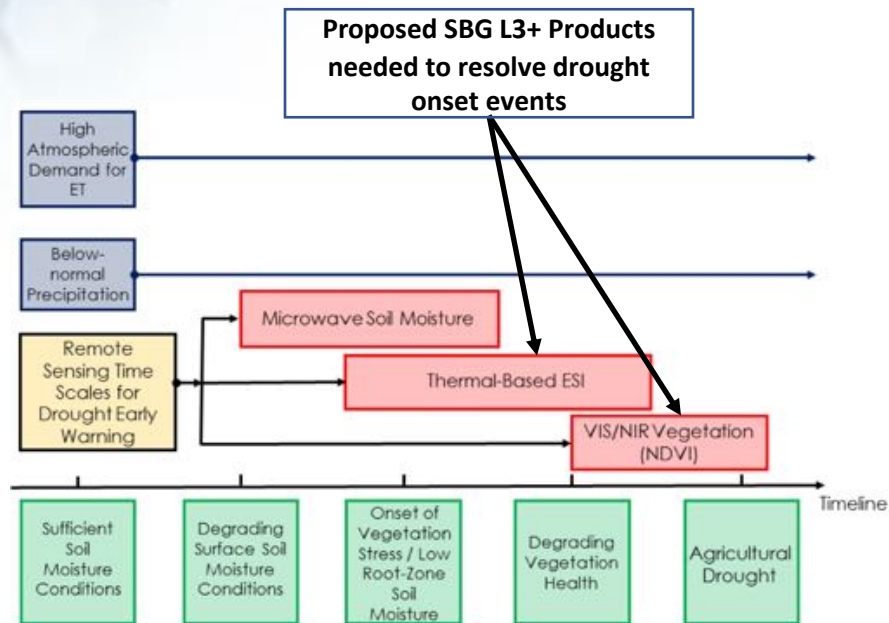 Proposed SBG L3+ Products
needed to resolve drought
onset events
High
Atmospheric
Demand for
ET
Below-
normal
Precipitation
Microwave Soil Moisture
Remote
Sensing Time
Scales for
Drought Early
Warning
Thermal-Based ESI
VIS/NIR Vegetation
(NDVI)
Timeline
Sufficient
Soil
Moisture
Conditions
Degrading
Surface Soil
Moisture
Conditions
Onset of
Vegetation
Stress / Low
Root-Zone
Soil
Moisture
Degrading
Vegetation
Health
Agricultural
Drought